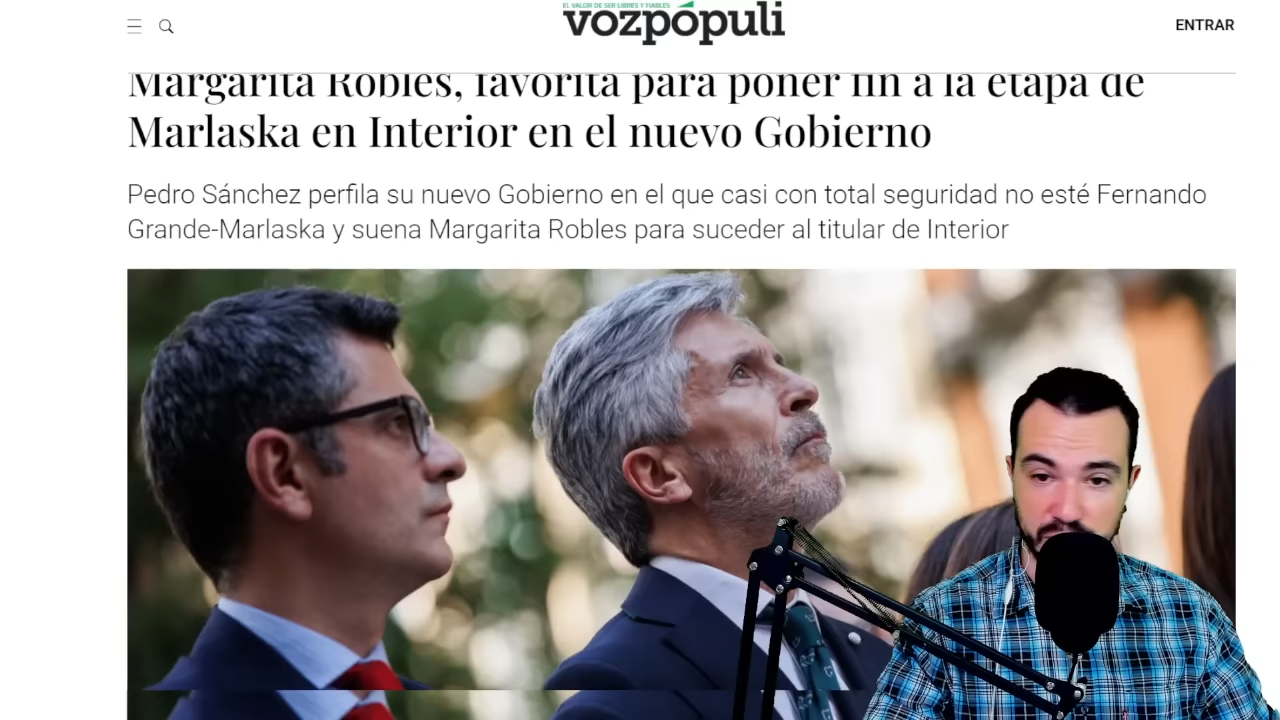 EL VALOR DE SER LIBRES Y FIABLES
vozpópuli
ENTRAR
Margarita Robles, favorita para poner fin a la etapa de
Marlaska en Interior en el nuevo Gobierno
Pedro Sánchez perfila su nuevo Gobierno en el que casi con total seguridad no esté Fernando
Grande-Marlaska y suena Margarita Robles para suceder al titular de Interior